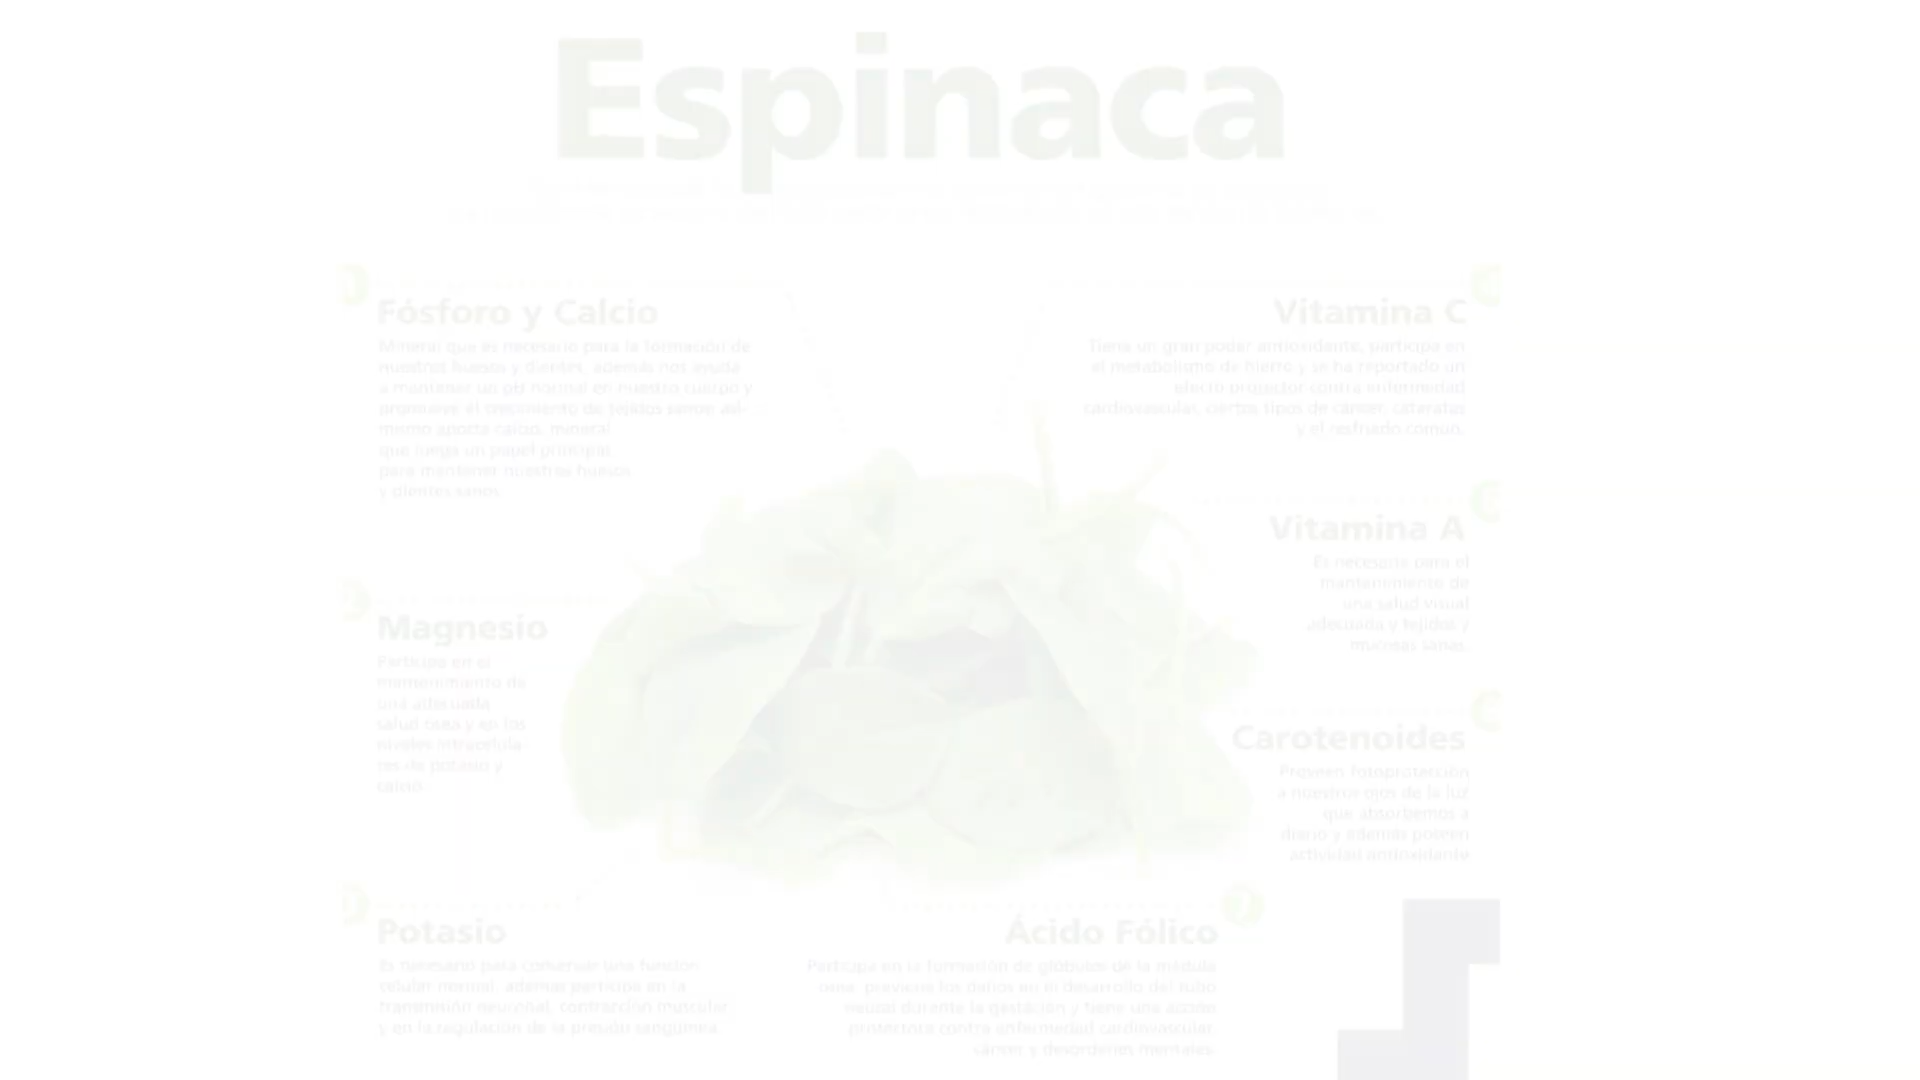 Espinaca
Fósforo y Calcio
Mineral que es necesario para la formación de
nuestros huesos y dientes, además nos ayuda
a mantener un pH normal en nuestro cuerpo y
promueve el crecimiento de tejidos sanos
mismo aporta calcio, mineral
que juega un papel principal
para mantener nuestros huesos
y dientes sanos.
Magnesio
Participa en el
mantenimiento de
una adecuada
salud ósea y en los
niveles intracelula-
res de potasio y
calcio.
Potasio
Es necesario para conservar una función
celular normal, además participa en la
transmisión neuronal, contracción muscular
y en la regulación de la presión sanguínea.
Vitamina C
Tiene un gran poder antioxidante, participa en
el metabolismo de hierro y se ha reportado un
efecto protector contra enfermedad
cardiovascular, ciertos tipos de cáncer, cataratas
y el resfriado común.
Vitamina A
Es necesaria para el
mantenimiento de
una salud visual
adecuada y tejidos y
mucosas sanas.
Carotenoides
Proveen fotoprotección
a nuestros ojos de la luz
que absorbemos a
diario y además poseen
actividad antioxidante
7
Ácido Fólico
Participa en la formación de glóbulos de la médula
ósea, previene los daños en el desarrollo del tubo
neural durante la gestación y tiene una acción
protectora contra enfermedad cardiovascular,
cáncer y desórdenes mentales.